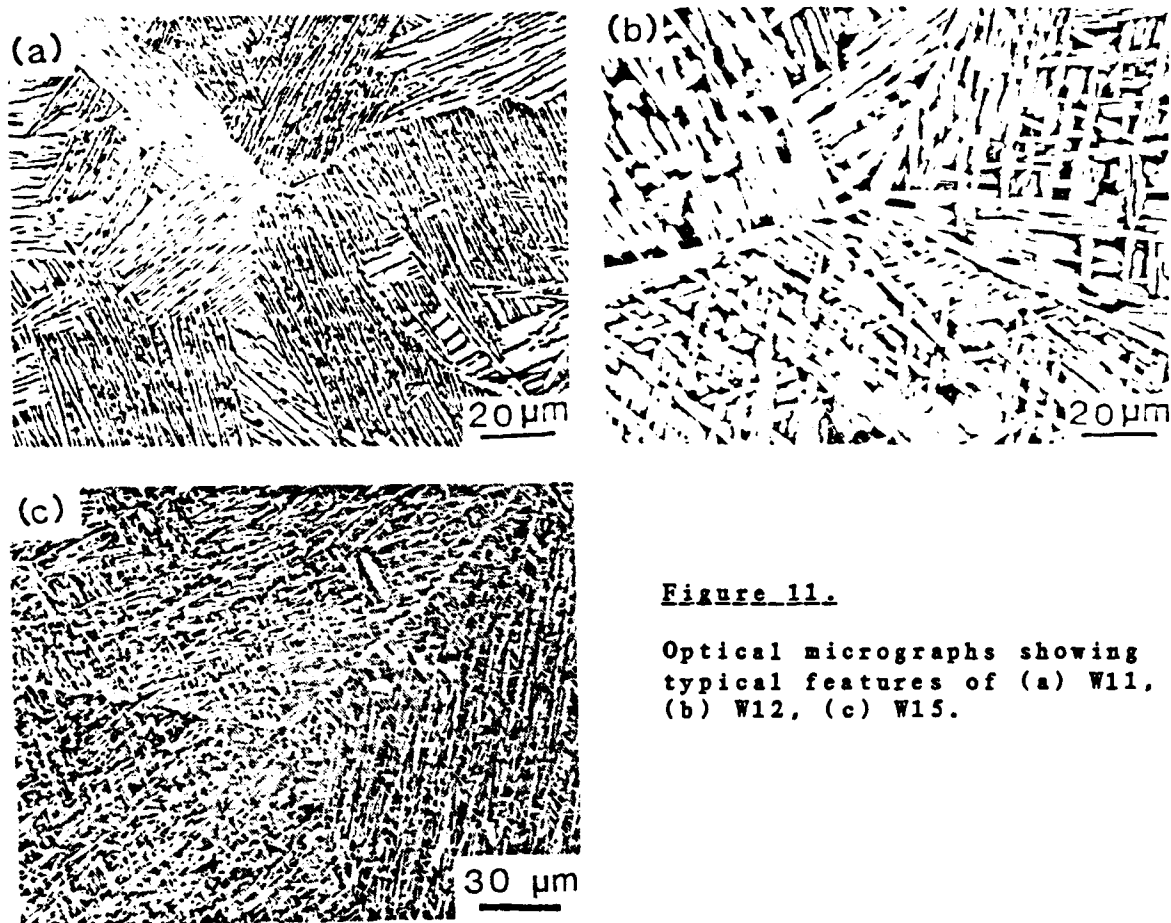 (a)
20 μm
(b)
20 μm
(c)
30 μm
Figure 11.
Optical micrographs showing
typical features of (a) W11,
(b) W12, (c) W15.